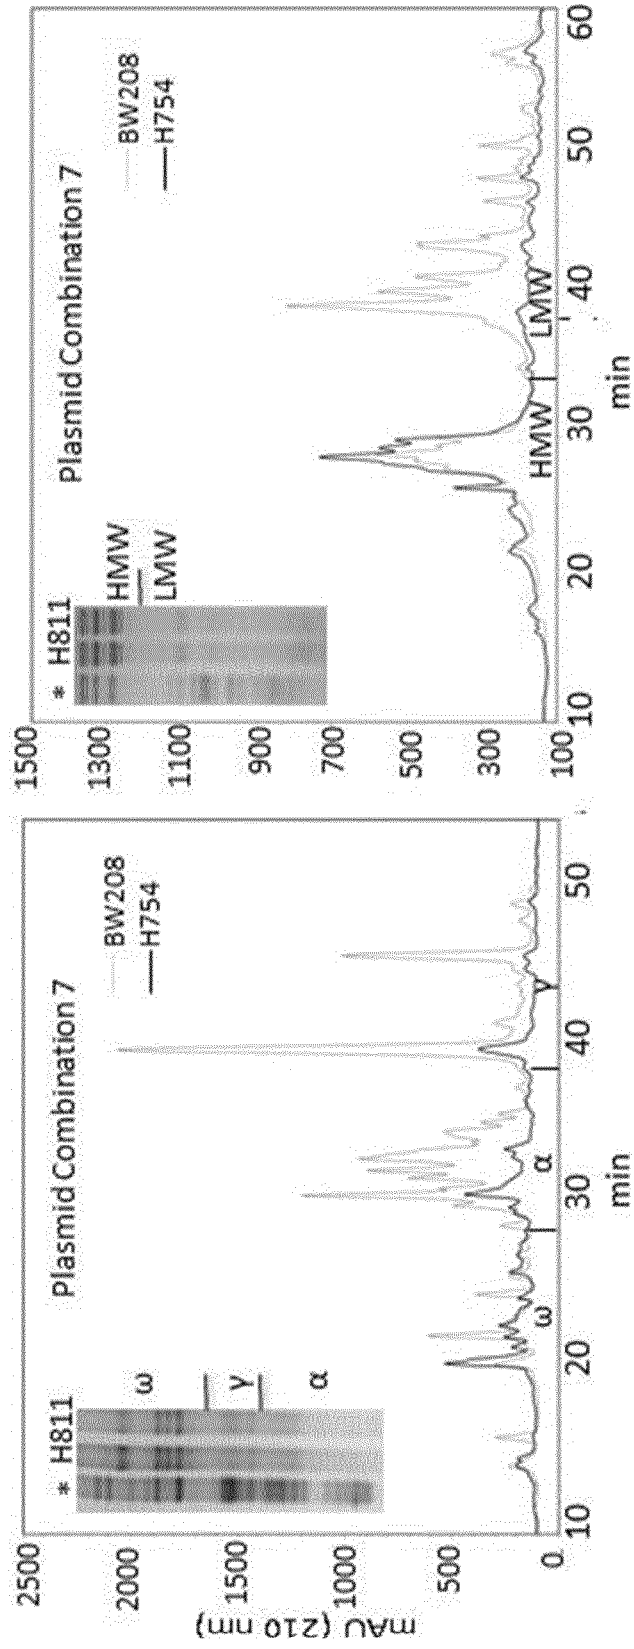 Plasmid Combination 7
* H811
ω
γ
α
BW208
H754
2500
2000
1500
1000
500
0
mAU (210 nm)
10
20
30
40
50
ω
α
γ
min
Plasmid Combination 7
* H811
HMW
LMW
BW208
H754
1500
1300
1100
900
700
500
300
100
10
20
30
40
50
60
HMW
LMW
min